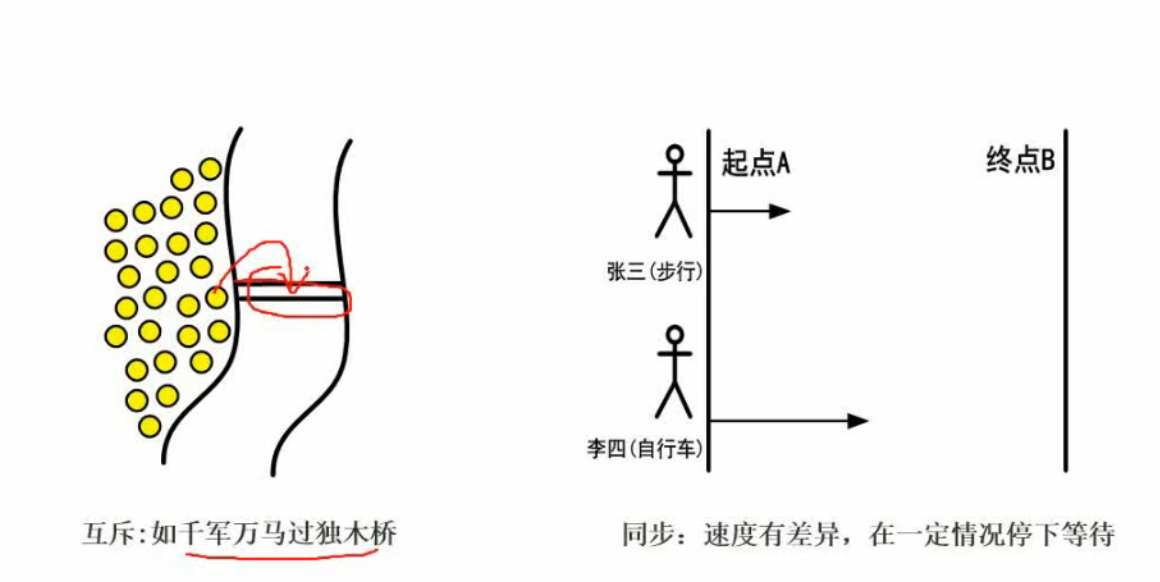 起点A
终点B
张三(步行)
李四(自行车)
互斥:如千军万马过独木桥
同步：速度有差异，在一定情况停下等待